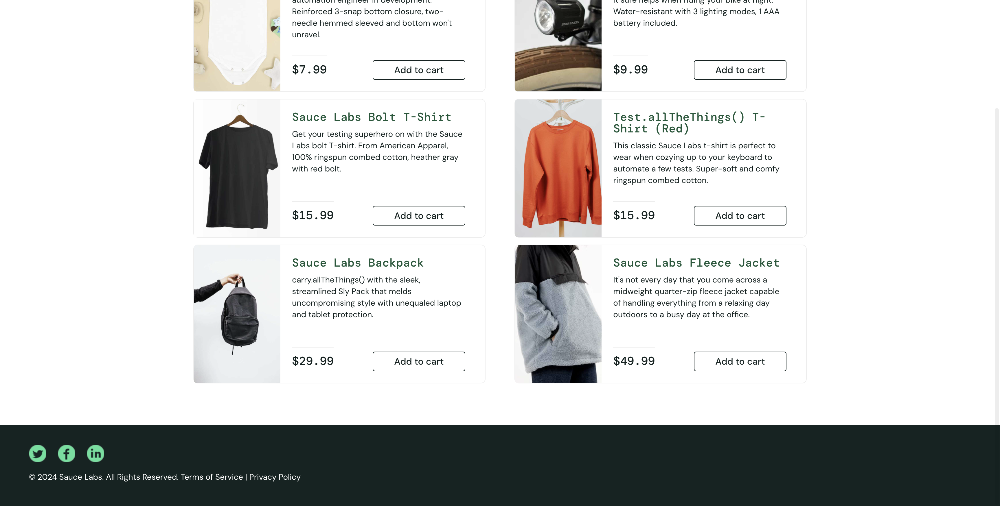 automation engineer in development.
Reinforced 3-snap bottom closure, two-
needle hemmed sleeved and bottom won't
unravel.
$7.99
Add to cart
It sure helps when riding your bike at night.
Water-resistant with 3 lighting modes, 1 AAA
battery included.
STAR UNION
$9.99
Add to cart
Sauce Labs Bolt T-Shirt
Get your testing superhero on with the Sauce
Labs bolt T-shirt. From American Apparel,
100% ringspun combed cotton, heather gray
with red bolt.
$15.99
Add to cart
Test.allTheThings() T-
Shirt (Red)
This classic Sauce Labs t-shirt is perfect to
wear when cozying up to your keyboard to
automate a few tests. Super-soft and comfy
ringspun combed cotton.
$15.99
Add to cart
Sauce Labs Backpack
carry.allTheThings() with the sleek,
streamlined Sly Pack that melds
uncompromising style with unequaled laptop
and tablet protection.
$29.99
Add to cart
Sauce Labs Fleece Jacket
It's not every day that you come across a
midweight quarter-zip fleece jacket capable
of handling everything from a relaxing day
outdoors to a busy day at the office.
$49.99
Add to cart
© 2024 Sauce Labs. All Rights Reserved. Terms of Service | Privacy Policy